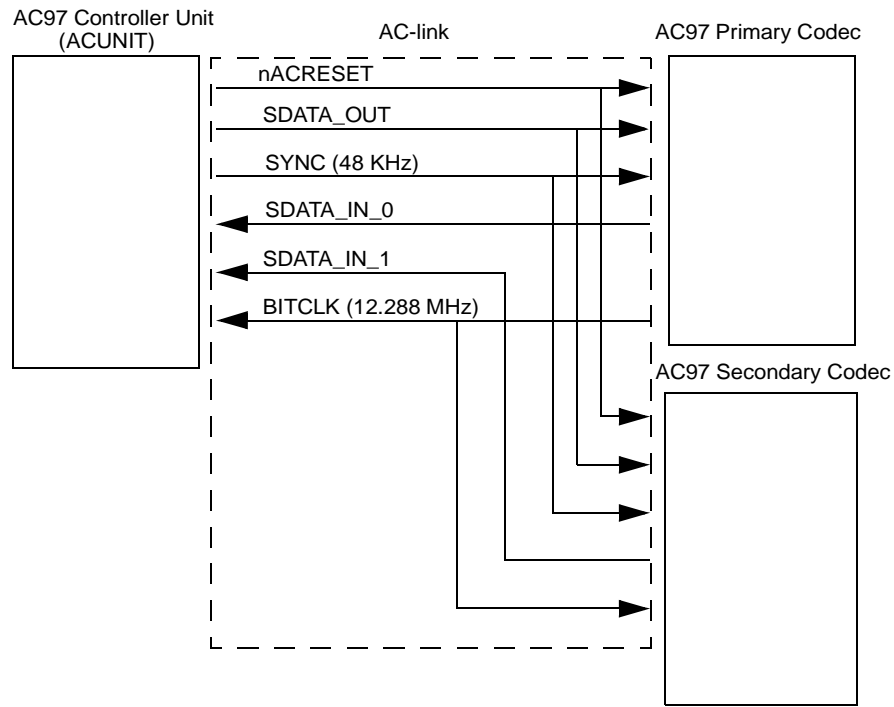 AC97 Controller Unit
(ACUNIT)
AC-link
AC97 Primary Codec
nACRESET
SDATA_OUT
SYNC (48 KHz)
SDATA_IN_0
SDATA_IN_1
BITCLK (12.288 MHz)
AC97 Secondary Codec